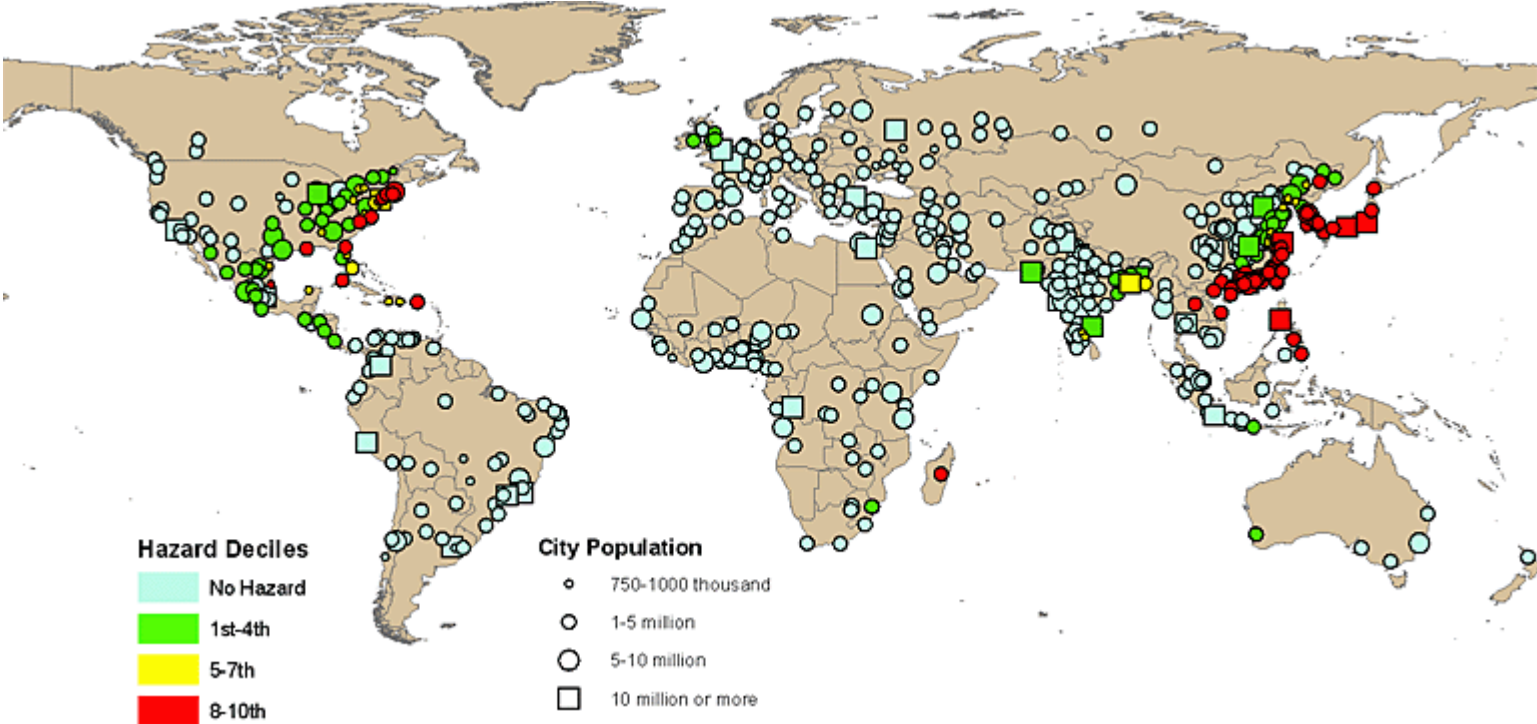 Hazard Deciles
No Hazard
1st-4th
5-7th
8-10th
City Population
750-1000 thousand
1-5 million
5-10 million
10 million or more